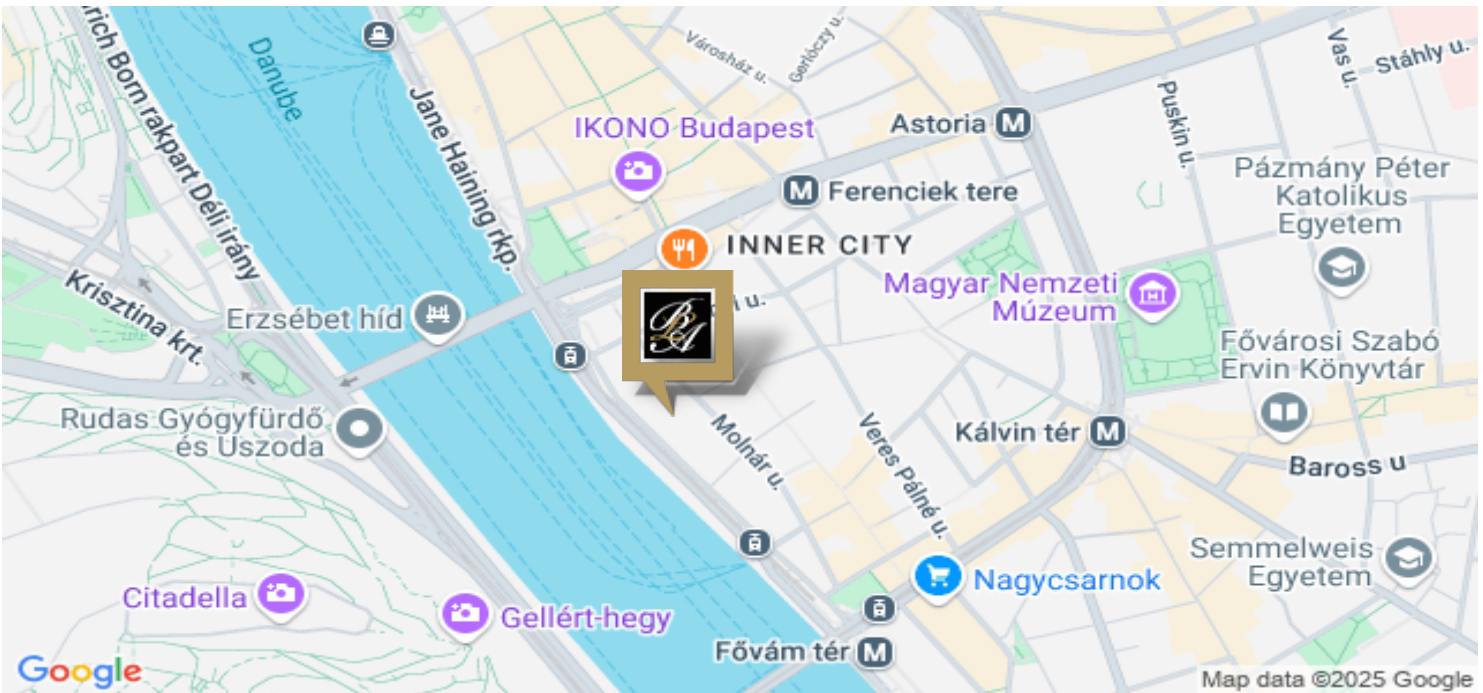 rich Born rakpart Déli irány
Danube
Jane Haining rkp.
Városház u.
Gerlóczy u.
Vas u.
Stáhly u.
IKONO Budapest
Astoria M
Puskin u.
Pázmány Péter
Katolikus
Egyetem
M Ferenciek tere
INNER CITY
Krisztina krt.
Erzsébet híd
i u.
Magyar Nemzeti
Múzeum
Fővárosi Szabó
Ervin Könyvtár
Rudas Gyógyfürdő
és Uszoda
Molnár u.
Veres Pálné u.
Kálvin tér M
Baross u
Semmelweis
Egyetem
Nagycsarnok
Citadella
Gellért-hegy
Fővám tér M
Google
Map data ©2025 Google